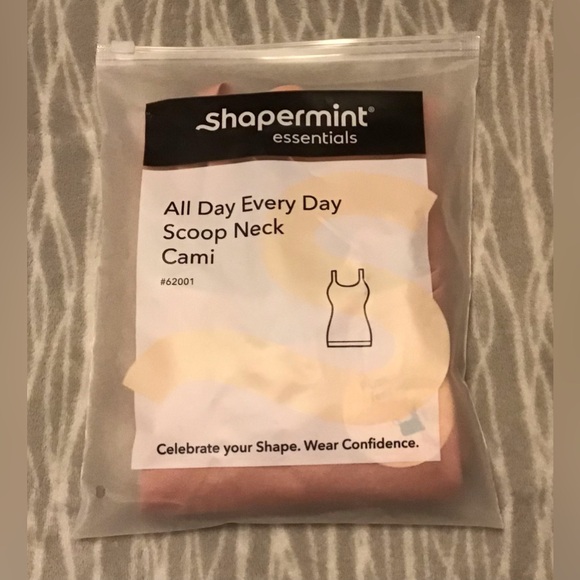 shapermint®
essentials
All Day Every Day
Scoop Neck
Cami
#62001
Celebrate your Shape. Wear Confidence.